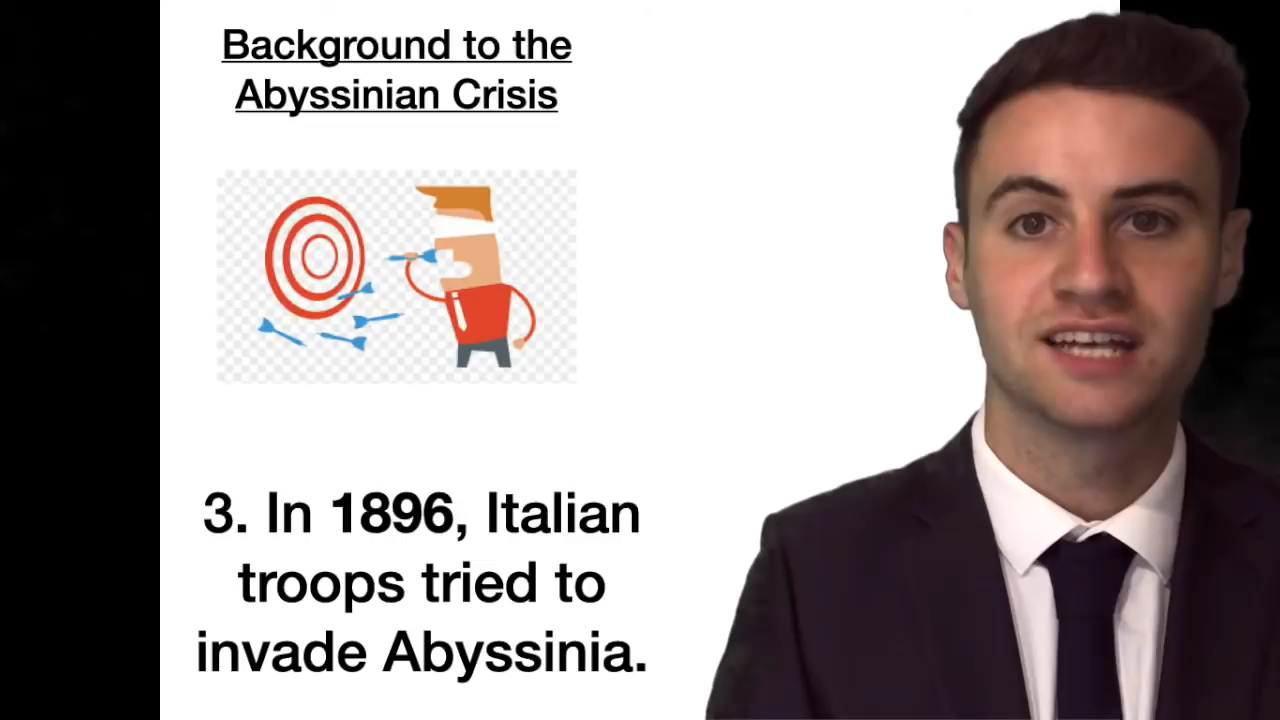 Background to the
Abyssinian Crisis
3. In 1896, Italian
troops tried to
invade Abyssinia.